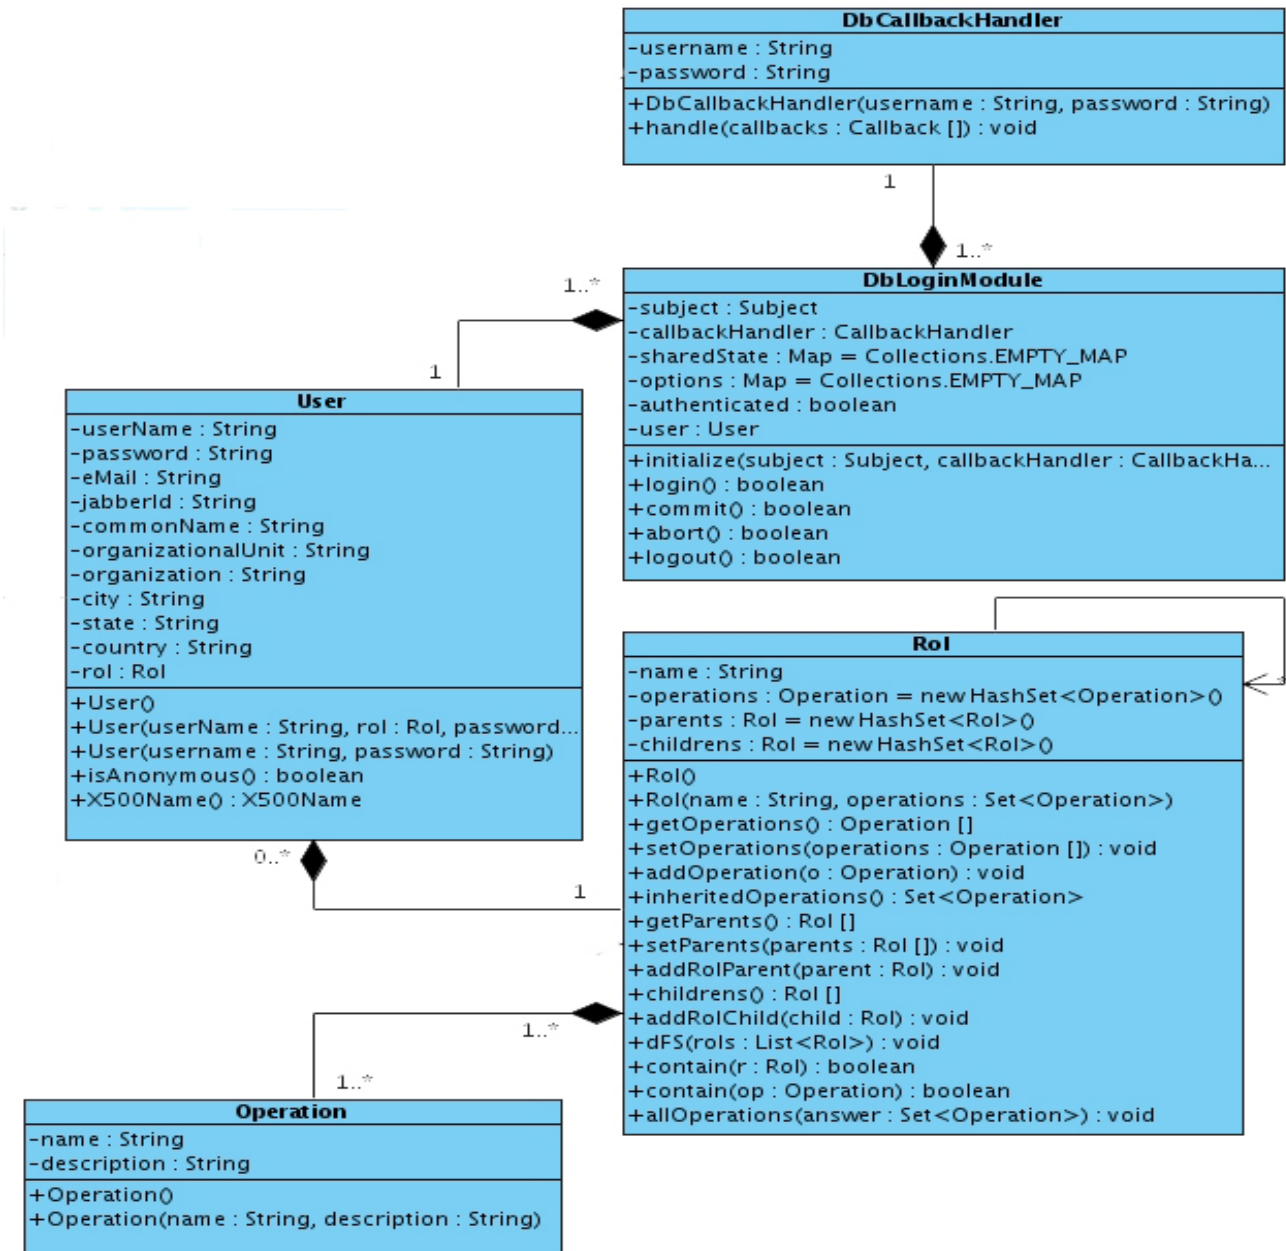 DbCallbackHandler
-username : String
-password : String
+DbCallbackHandler(username : String, password : String)
+handle(callbacks : Callback []) : void
1
1..*
DbLoginModule
-subject : Subject
-callbackHandler : CallbackHandler
-sharedState : Map = Collections.EMPTY_MAP
-options : Map = Collections.EMPTY_MAP
-authenticated : boolean
-user : User
+initialize(subject : Subject, callbackHandler : CallbackHa...
+login() : boolean
+commit() : boolean
+abort() : boolean
+logout() : boolean
1..*
1
User
-userName : String
-password : String
-eMail : String
-jabberId : String
-commonName : String
-organizationalUnit : String
-organization : String
-city : String
-state : String
-country : String
-rol : Rol
+User()
+User(userName : String, rol : Rol, password...
+User(username : String, password : String)
+isAnonymous() : boolean
+X500Name() : X500Name
0..*
1
Rol
-name : String
-operations : Operation = new HashSet<Operation>()
-parents : Rol = new HashSet<Rol>()
-childrens : Rol = new HashSet<Rol>()
+Rol()
+Rol(name : String, operations : Set<Operation>)
+getOperations() : Operation []
+setOperations(operations : Operation []) : void
+addOperation(o : Operation) : void
+inheritedOperations() : Set<Operation>
+getParents() : Rol []
+setParents(parents : Rol []) : void
+addRolParent(parent : Rol) : void
+childrens() : Rol []
+addRolChild(child : Rol) : void
+dFS(rols : List<Rol>) : void
+contain(r : Rol) : boolean
+contain(op : Operation) : boolean
+allOperations(answer : Set<Operation>) : void
*
1..*
1..*
Operation
-name : String
-description : String
+Operation()
+Operation(name : String, description : String)